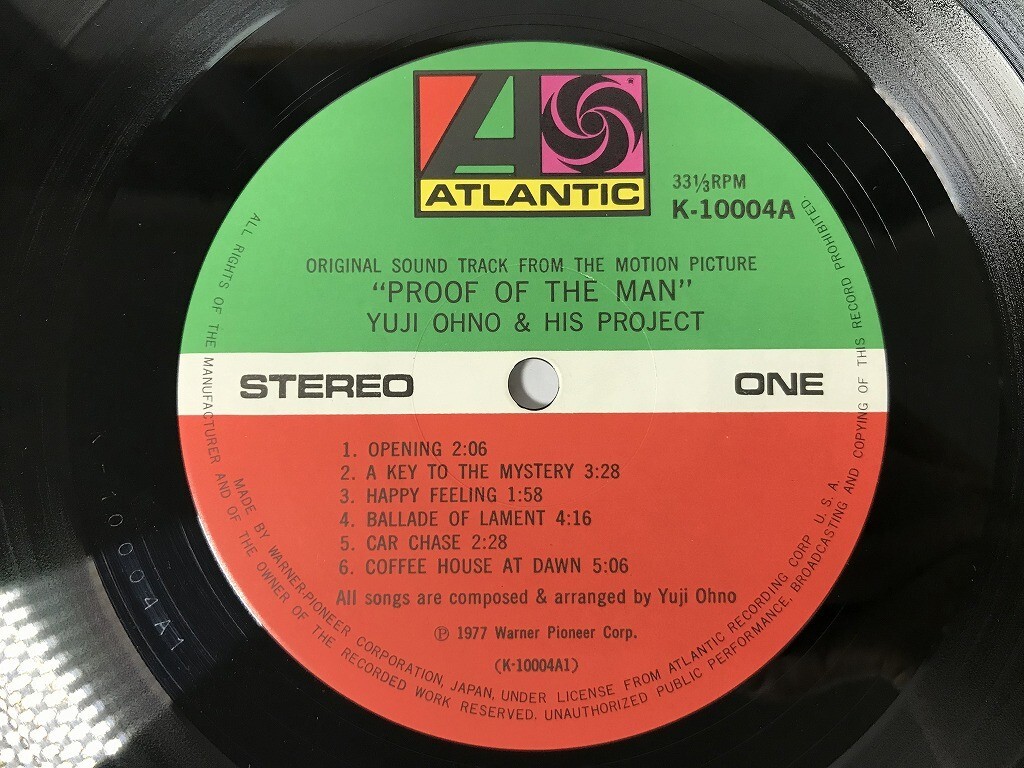 ATLANTIC
33⅓RPM
K-10004A
ORIGINAL SOUND TRACK FROM THE MOTION PICTURE
"PROOF OF THE MAN"
YUJI OHNO & HIS PROJECT
STEREO ONE
1. OPENING 2:06
2. A KEY TO THE MYSTERY 3:28
3. HAPPY FEELING 1:58
4. BALLADE OF LAMENT 4:16
5. CAR CHASE 2:28
6. COFFEE HOUSE AT DAWN 5:06
All songs are composed & arranged by Yuji Ohno
℗ 1977 Warner Pioneer Corp.
(K-10004A1)
MADE BY WARNER-PIONEER CORPORATION, JAPAN, UNDER LICENSE FROM ATLANTIC RECORDING CORP U.S.A.
ALL RIGHTS OF THE MANUFACTURER AND OF THE OWNER OF THE RECORDED WORK RESERVED. UNAUTHORIZED PUBLIC PERFORMANCE, BROADCASTING AND COPYING OF THIS RECORD PROHIBITED.
004A1